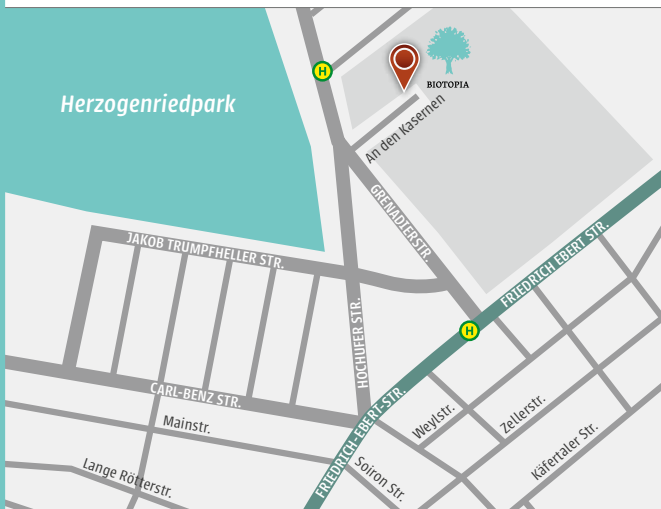 H
BIOTOPIA
Herzogenriedpark
An den Kasernen
GRENADIERSTR.
JAKOB TRUMPFHELLER STR.
FRIEDRICH EBERT STR.
HOCHUFER STR.
H
CARL-BENZ STR.
FRIEDRICH-EBERT-STR.
Weylstr.
Zellerstr.
Mainstr.
Käfertaler Str.
Lange Rötterstr.
Soiron Str.